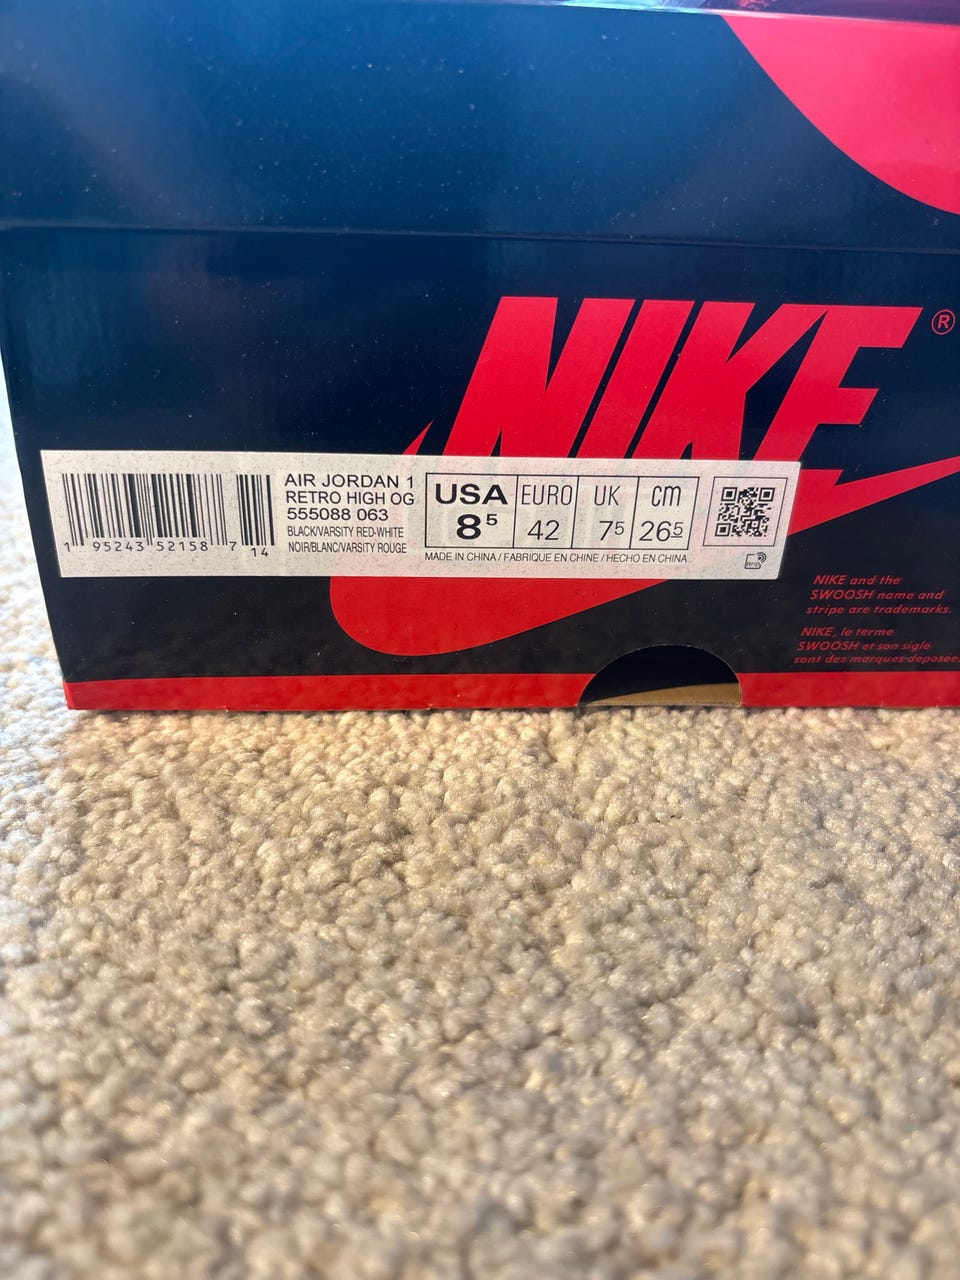 NIKE®
AIR JORDAN 1
RETRO HIGH OG
555088 063
BLACK/VARSITY RED-WHITE
NOIR/BLANC/VARSITY ROUGE
1 95243 52158 7 14
USA EURO UK cm
8⁵ 42 7⁵ 26⁵
MADE IN CHINA / FABRIQUE EN CHINE / HECHO EN CHINA
RFID
NIKE and the
SWOOSH name and
stripe are trademarks.
NIKE, le terme
SWOOSH et son sigle
sont des marques deposees